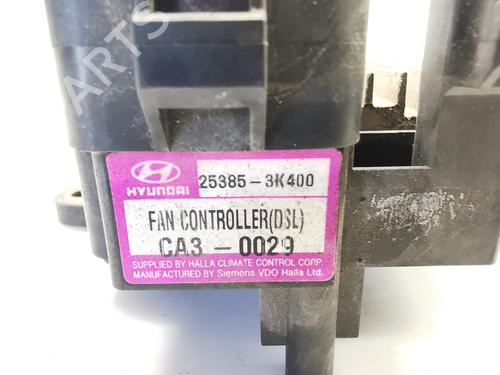 HYUNDAI 25385-3K400
FAN CONTROLLER(DSL)
CA3-0029
SUPPLIED BY HALLA CLIMATE CONTROL CORP.
MANUFACTURED BY Siemens VDO Halla Ltd.